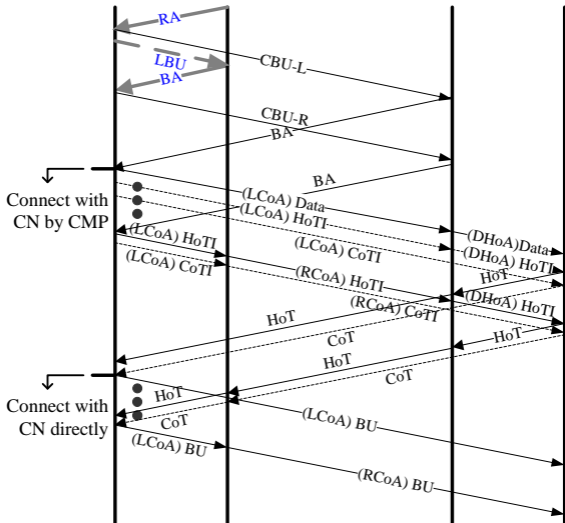 RA
LBU
CBU-L
BA
CBU-R
BA
BA
Connect with
CN by CMP
(LCoA) Data
(LCoA) HoTI
(DHoA)Data
(LCoA) CoTI
(LCoA) HoTI
(DHoA) HoTI
(LCoA) CoTI
(RCoA) HoTI
HoT
(DHoA) HoTI
(RCoA) CoTI
HoT
HoT
CoT
HoT
CoT
Connect with
CN directly
HoT
CoT
(LCoA) BU
(LCoA) BU
(RCoA) BU